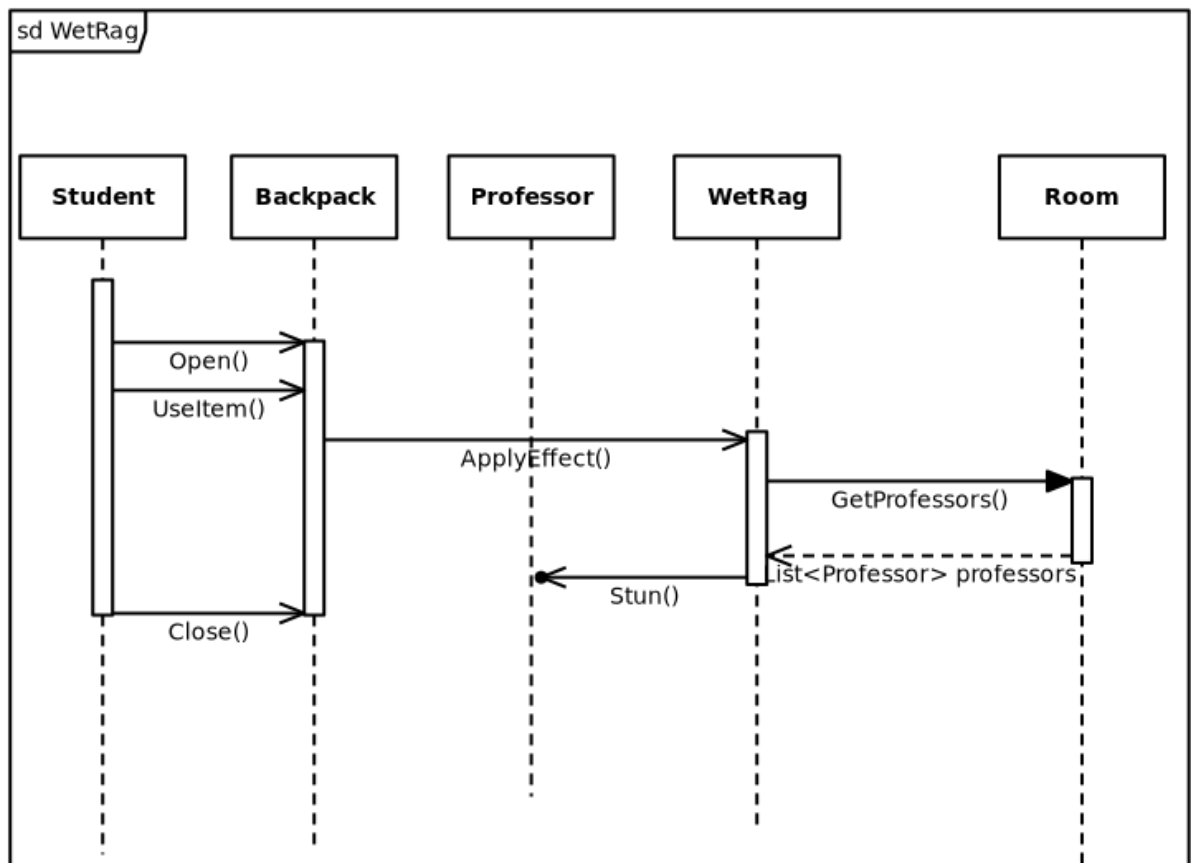 sd WetRag
Student
Backpack
Professor
WetRag
Room
Open()
UseItem()
ApplyEffect()
GetProfessors()
List<Professor> professors
Stun()
Close()